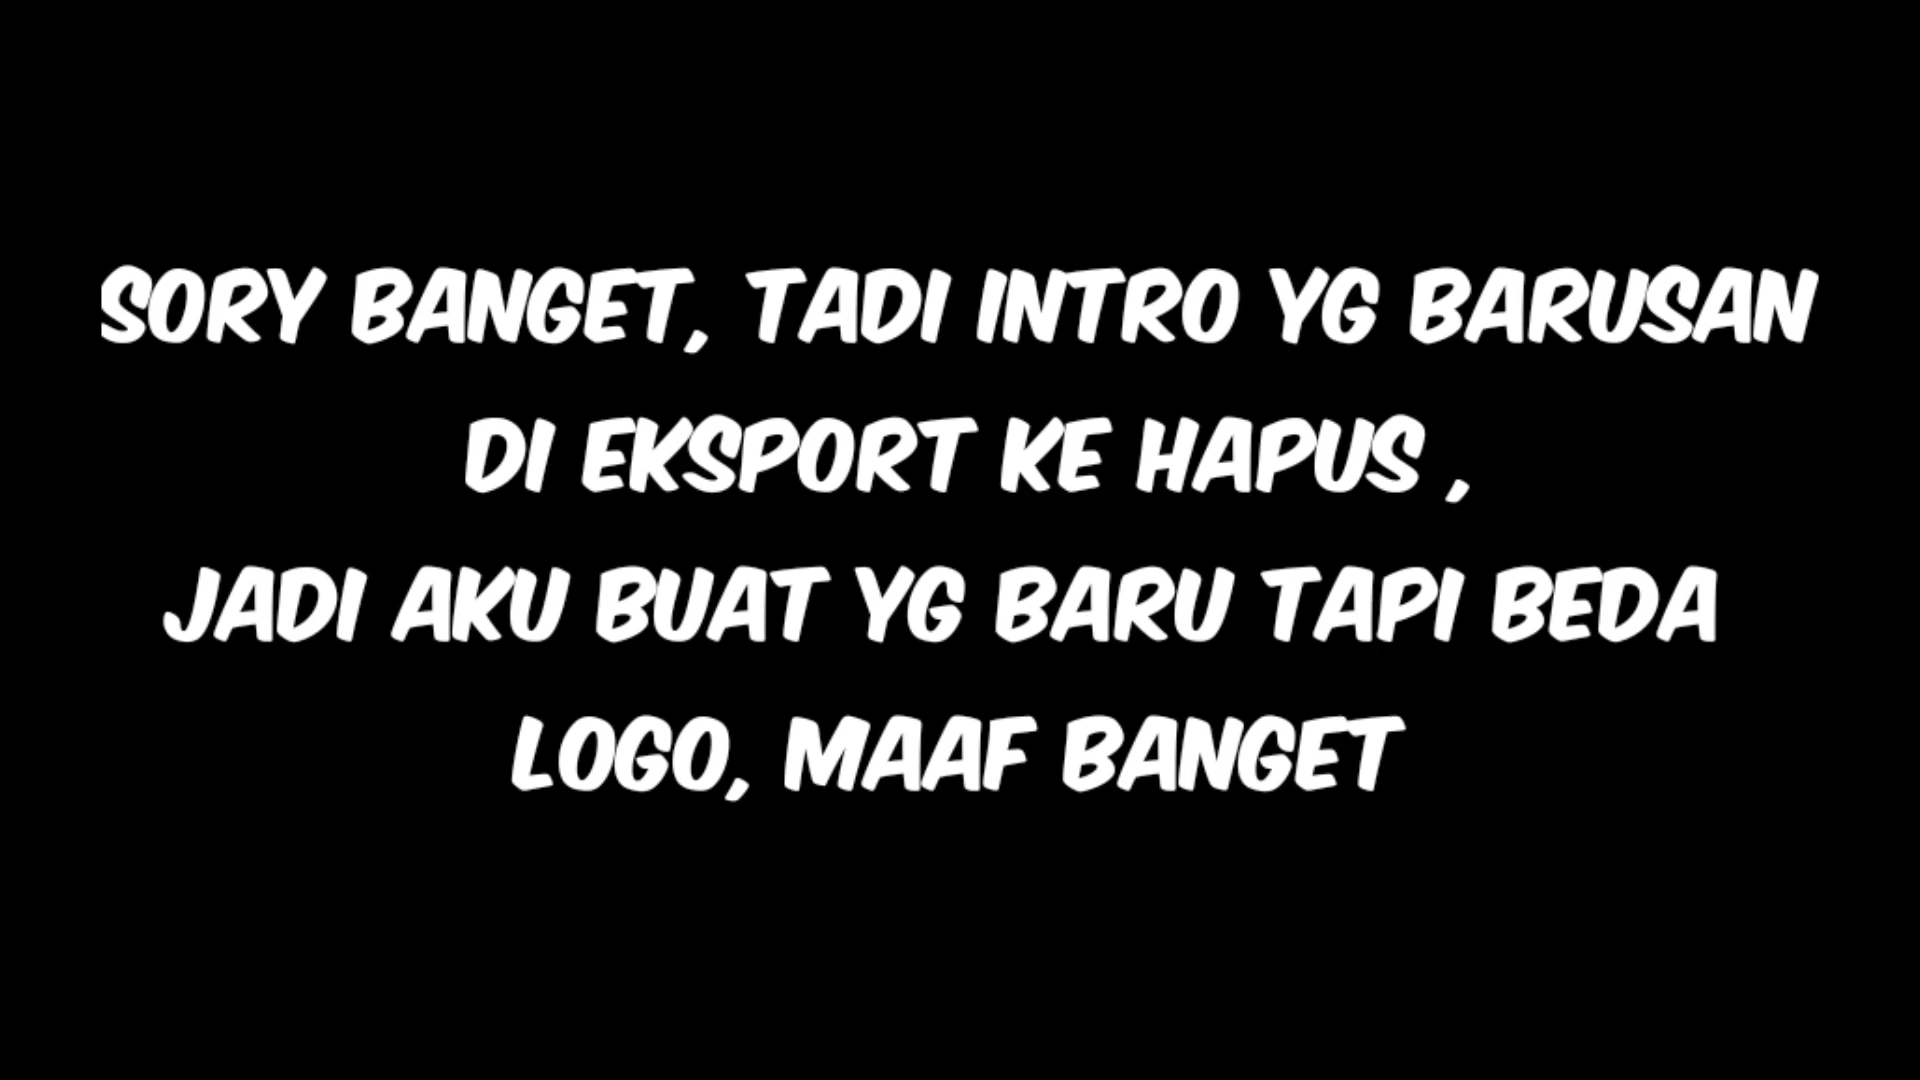 SORY BANGET, TADI INTRO YG BARUSAN
DI EKSPORT KE HAPUS ,
JADI AKU BUAT YG BARU TAPI BEDA
LOGO, MAAF BANGET